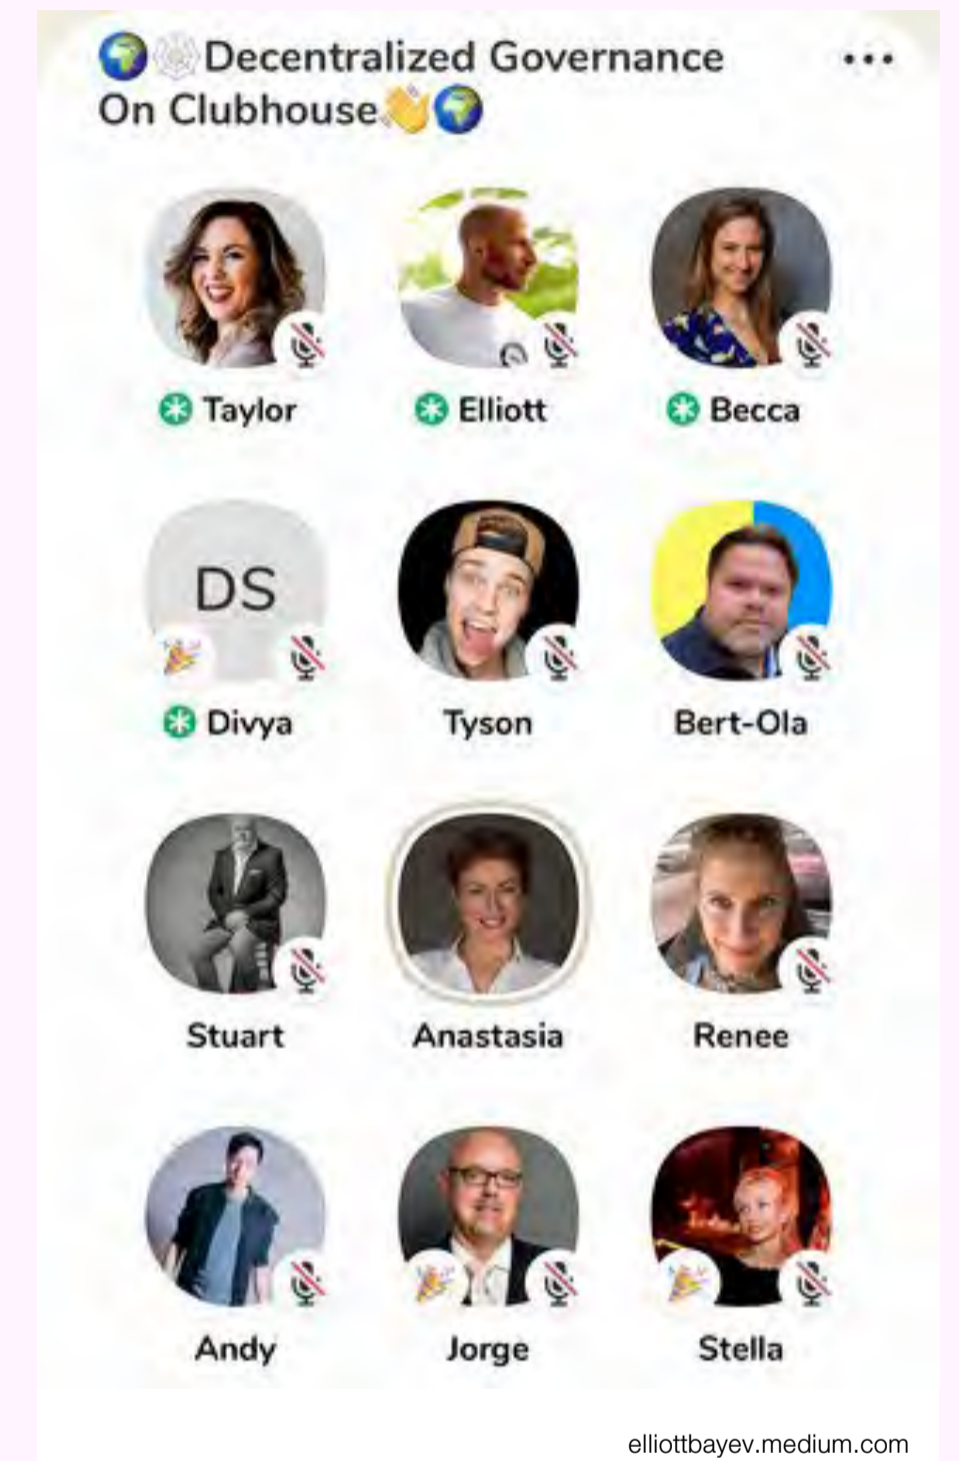 Decentralized Governance
On Clubhouse
Taylor Elliott Becca
DS
Divya Tyson Bert-Ola
Stuart Anastasia Renee
Andy Jorge Stella
elliottbayev.medium.com